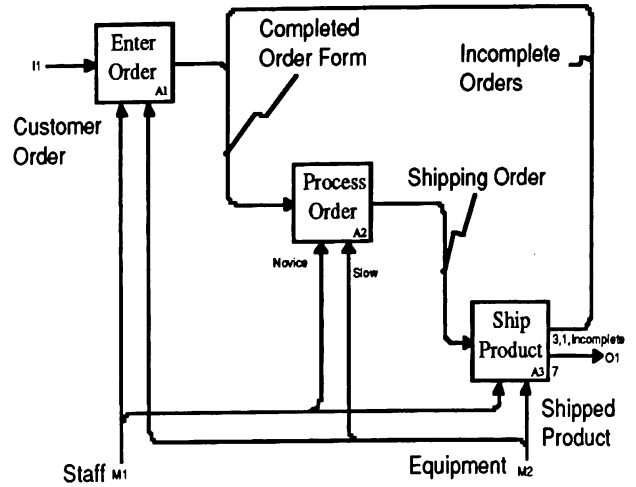 Enter
Order
A1
I1
Customer
Order
Completed
Order Form
Incomplete
Orders
Process
Order
A2
Shipping Order
Novice
Slow
Ship
Product
A3
3,1,Incomplete
O1
7
Shipped
Product
Staff M1
Equipment M2